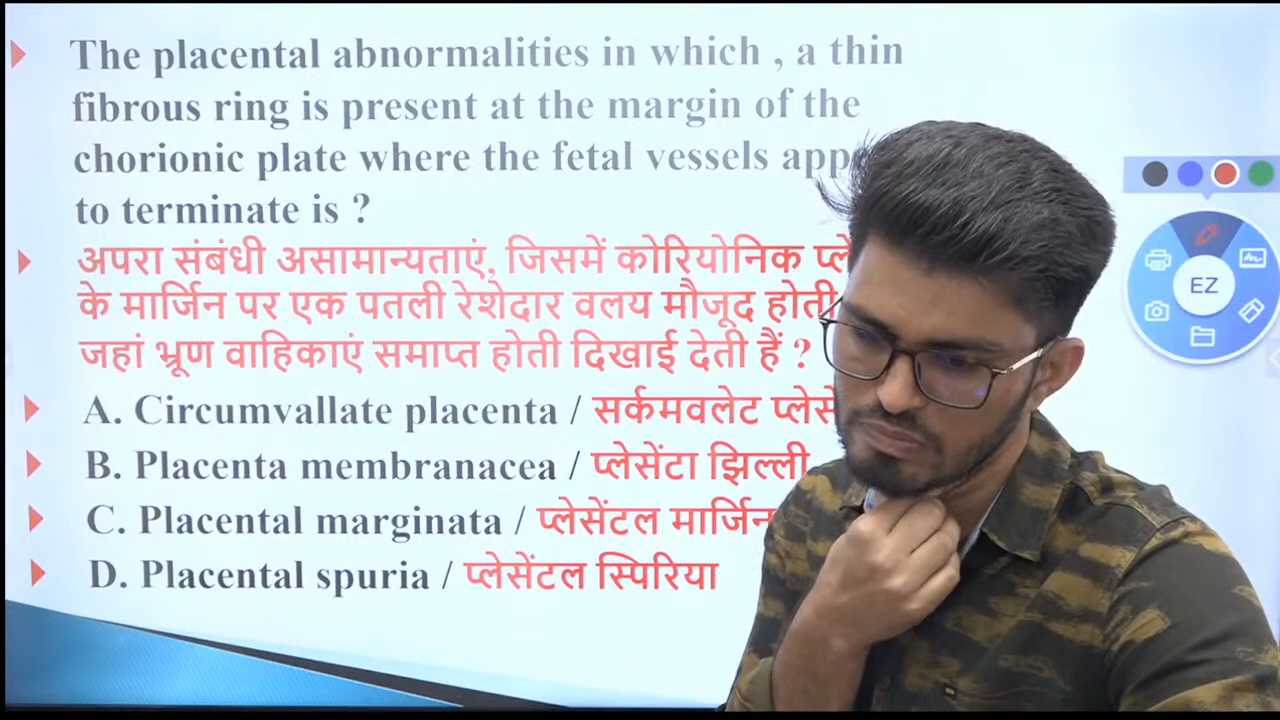 The placental abnormalities in which , a thin
fibrous ring is present at the margin of the
chorionic plate where the fetal vessels
to terminate is ?
अपरा संबंधी असामान्यताएं, जिसमें कोरियोनिक
के मार्जिन पर एक पतली रेशेदार वलय मौजूद होती
जहां भ्रूण वाहिकाएं समाप्त होती दिखाई देती हैं ?
A. Circumvallate placenta / सर्कमवलेट
B. Placenta membranacea / प्लेसेंटा झिल्ली
C. Placental marginata / प्लेसेंटल मार्जिन
D. Placental spuria / प्लेसेंटल स्पिरिया
EZ